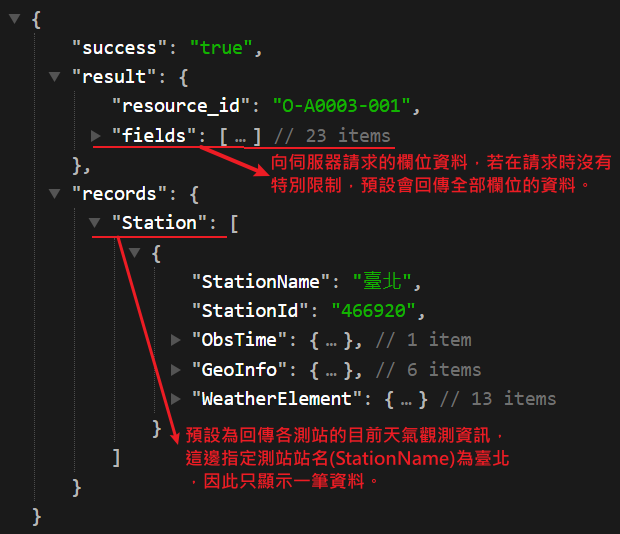 {
"success": "true",
"result": {
"resource_id": "O-A0003-001",
"fields": [ … ] // 23 items
向伺服器請求的欄位資料，若在請求時沒有
特別限制，預設會回傳全部欄位的資料。
},
"records": {
"Station": [
{
"StationName": "臺北",
"StationId": "466920",
"ObsTime": { … }, // 1 item
"GeoInfo": { … }, // 6 items
"WeatherElement": { … } // 13 items
}
預設為回傳各測站的目前天氣觀測資訊，
這邊指定測站站名(StationName)為臺北
，因此只顯示一筆資料。
]
}
}